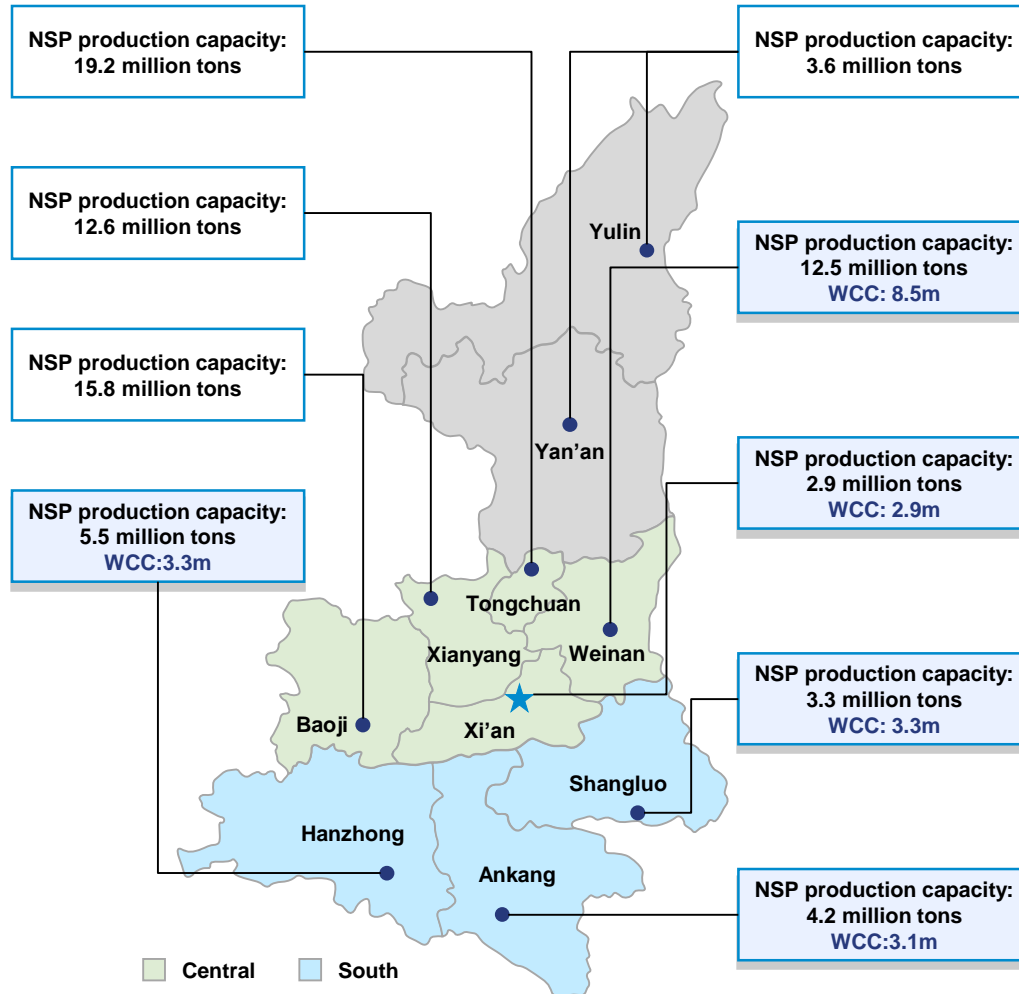 NSP production capacity:
19.2 million tons
NSP production capacity:
3.6 million tons
NSP production capacity:
12.6 million tons
Yulin
NSP production capacity:
12.5 million tons
WCC: 8.5m
NSP production capacity:
15.8 million tons
Yan’an
NSP production capacity:
2.9 million tons
WCC: 2.9m
NSP production capacity:
5.5 million tons
WCC:3.3m
Tongchuan
Xianyang
Weinan
NSP production capacity:
3.3 million tons
WCC: 3.3m
Baoji
Xi’an
Shangluo
Hanzhong
Ankang
NSP production capacity:
4.2 million tons
WCC:3.1m
Central
South